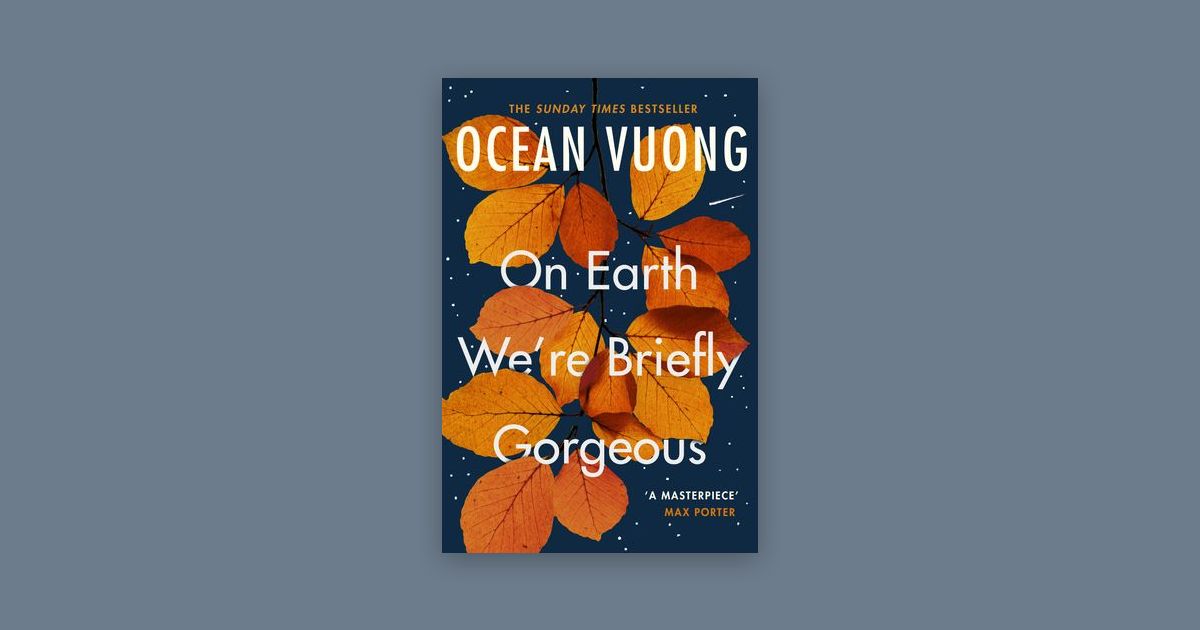 THE SUNDAY TIMES BESTSELLER
OCEAN VUONG
On Earth
We're Briefly
Gorgeous
'A MASTERPIECE'
MAX PORTER